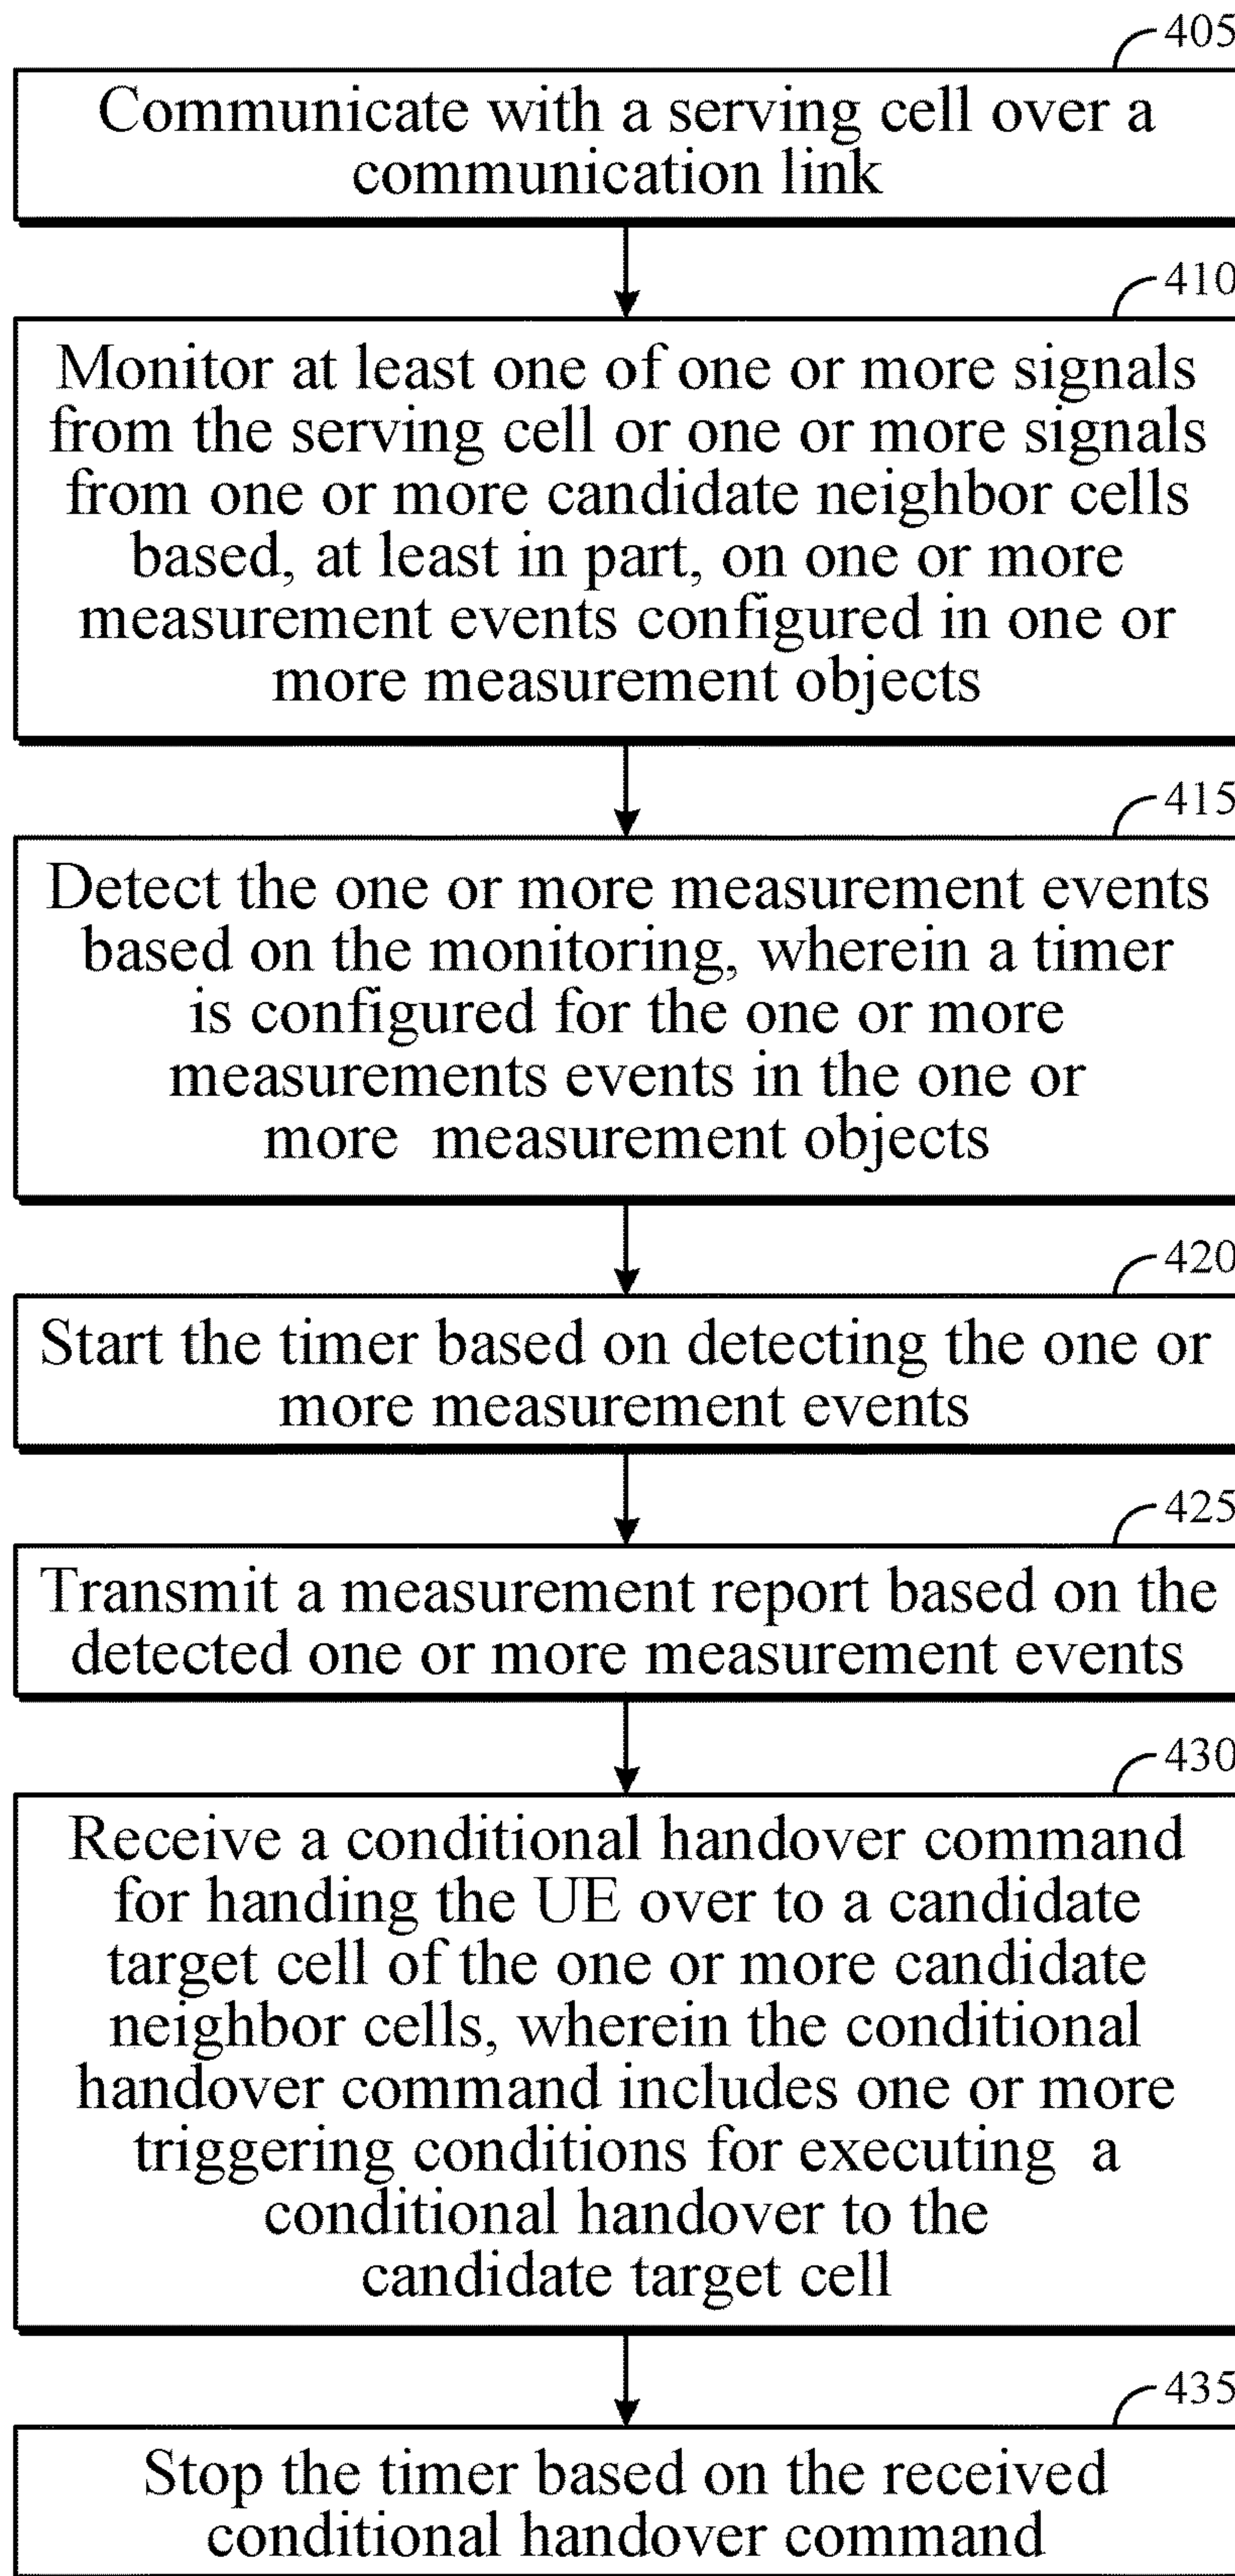 405
Communicate with a serving cell over a
communication link
410
Monitor at least one of one or more signals
from the serving cell or one or more signals
from one or more candidate neighbor cells
based, at least in part, on one or more
measurement events configured in one or
more measurement objects
415
Detect the one or more measurement events
based on the monitoring, wherein a timer
is configured for the one or more
measurements events in the one or
more measurement objects
420
Start the timer based on detecting the one or
more measurement events
425
Transmit a measurement report based on the
detected one or more measurement events
430
Receive a conditional handover command
for handing the UE over to a candidate
target cell of the one or more candidate
neighbor cells, wherein the conditional
handover command includes one or more
triggering conditions for executing a
conditional handover to the
candidate target cell
435
Stop the timer based on the received
conditional handover command